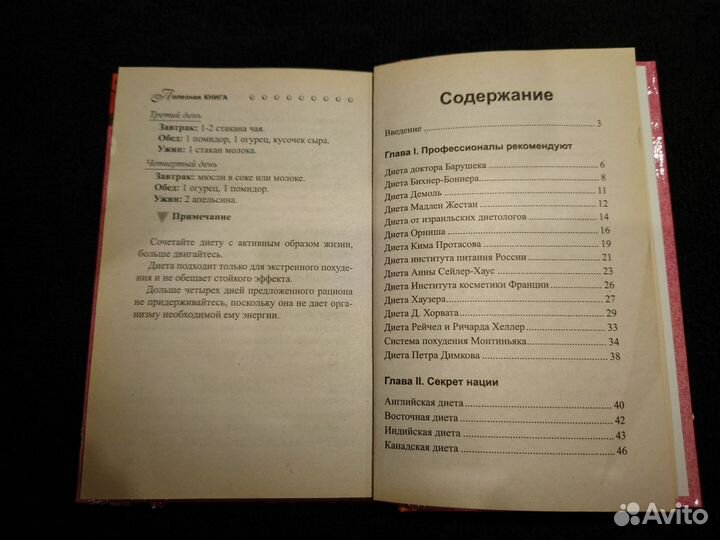 Полезная КНИГА
Третий день
Завтрак: 1-2 стакана чая.
Обед: 1 помидор, 1 огурец, кусочек сыра.
Ужин: 1 стакан молока.
Четвертый день
Завтрак: мюсли в соке или молоке.
Обед: 1 огурец, 1 помидор.
Ужин: 2 апельсина.
Примечание
Сочетайте диету с активным образом жизни,
больше двигайтесь.
Диета подходит только для экстренного похуде-
ния и не обещает стойкого эффекта.
Дольше четырех дней предложенного рациона
не придерживайтесь, поскольку она не дает орга-
низму необходимой ему энергии.
Содержание
Введение 3
Глава I. Профессионалы рекомендуют
Диета доктора Барушека 6
Диета Бихнер-Боннера 8
Диета Демоль 11
Диета Мадлен Жестан 12
Диета от израильских диетологов 14
Диета Орниша 16
Диета Кима Протасова 19
Диета института питания России 21
Диета Анны Сейлер-Хаус 23
Диета Института косметики Франции 26
Диета Хаузера 27
Диета Д. Хорвата 29
Диета Рейчел и Ричарда Хеллер 33
Система похудения Монтиньяка 34
Диета Петра Димкова 38
Глава II. Секрет нации
Английская диета 40
Восточная диета 42
Индийская диета 43
Канадская диета 46
Avito